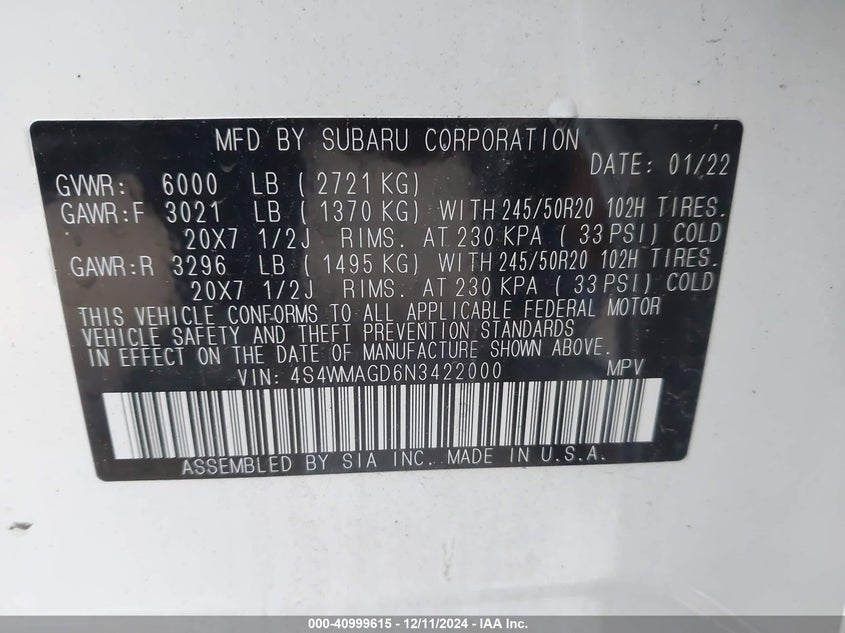 MFD BY SUBARU CORPORATION
DATE: 01/22
GVWR: 6000 LB ( 2721 KG)
GAWR:F 3021 LB ( 1370 KG) WITH 245/50R20 102H TIRES.
20X7 1/2J RIMS. AT 230 KPA ( 33 PSI) COLD
GAWR:R 3296 LB ( 1495 KG) WITH 245/50R20 102H TIRES.
20X7 1/2J RIMS. AT 230 KPA ( 33 PSI) COLD
THIS VEHICLE CONFORMS TO ALL APPLICABLE FEDERAL MOTOR
VEHICLE SAFETY AND THEFT PREVENTION STANDARDS
IN EFFECT ON THE DATE OF MANUFACTURE SHOWN ABOVE.
VIN: 4S4WMAGD6N3422000 MPV
ASSEMBLED BY SIA INC. MADE IN U.S.A.
000-40999615 - 12/11/2024 - IAA Inc.